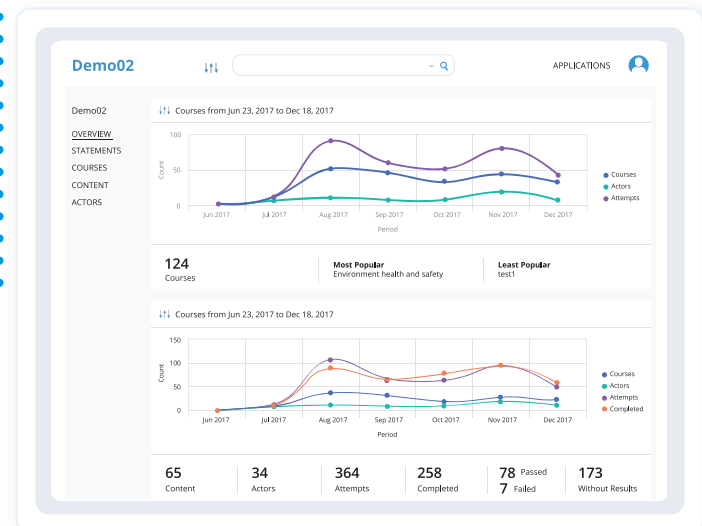 Demo02
APPLICATIONS
Demo02
OVERVIEW
STATEMENTS
COURSES
CONTENT
ACTORS
Courses from Jun 23, 2017 to Dec 18, 2017
100
50
0
Count
Jun 2017 Jul 2017 Aug 2017 Sep 2017 Oct 2017 Nov 2017 Dec 2017
Period
Courses
Actors
Attempts
124
Courses
Most Popular
Environment health and safety
Least Popular
test1
Courses from Jun 23, 2017 to Dec 18, 2017
150
100
50
0
Count
Jun 2017 Jul 2017 Aug 2017 Sep 2017 Oct 2017 Nov 2017 Dec 2017
Period
Courses
Actors
Attempts
Completed
65
Content
34
Actors
364
Attempts
258
Completed
78 Passed
7 Failed
173
Without Results